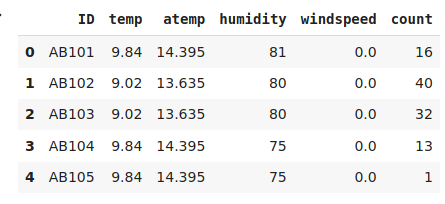 ID temp atemp humidity windspeed count
0 AB101 9.84 14.395 81 0.0 16
1 AB102 9.02 13.635 80 0.0 40
2 AB103 9.02 13.635 80 0.0 32
3 AB104 9.84 14.395 75 0.0 13
4 AB105 9.84 14.395 75 0.0 1